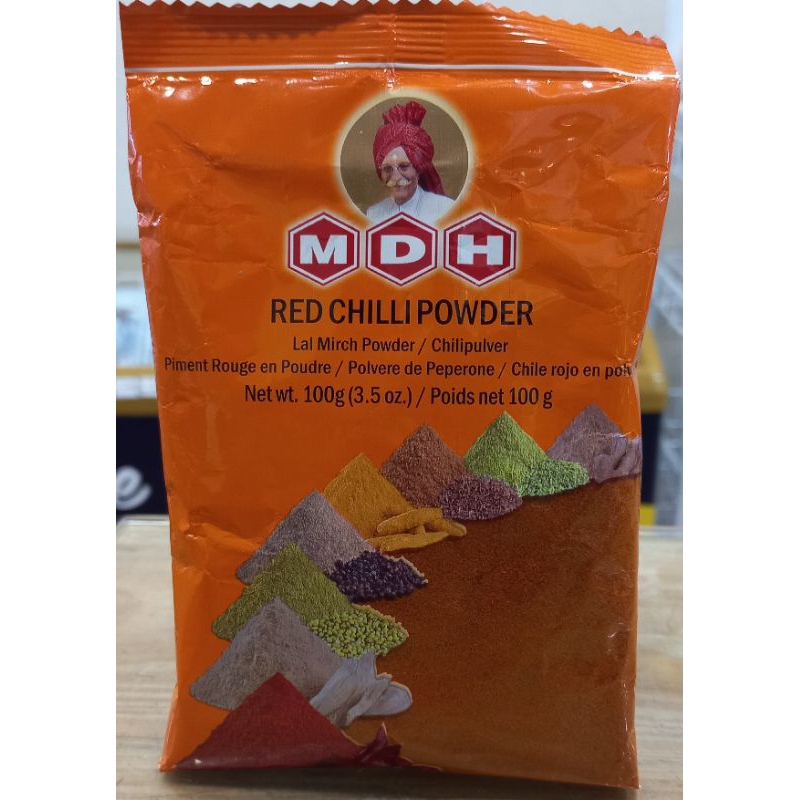 MDH
RED CHILLI POWDER
Lal Mirch Powder / Chilipulver
Piment Rouge en Poudre / Polvere de Peperone / Chile rojo en
Net wt. 100g (3.5 oz.) / Poids net 100 g